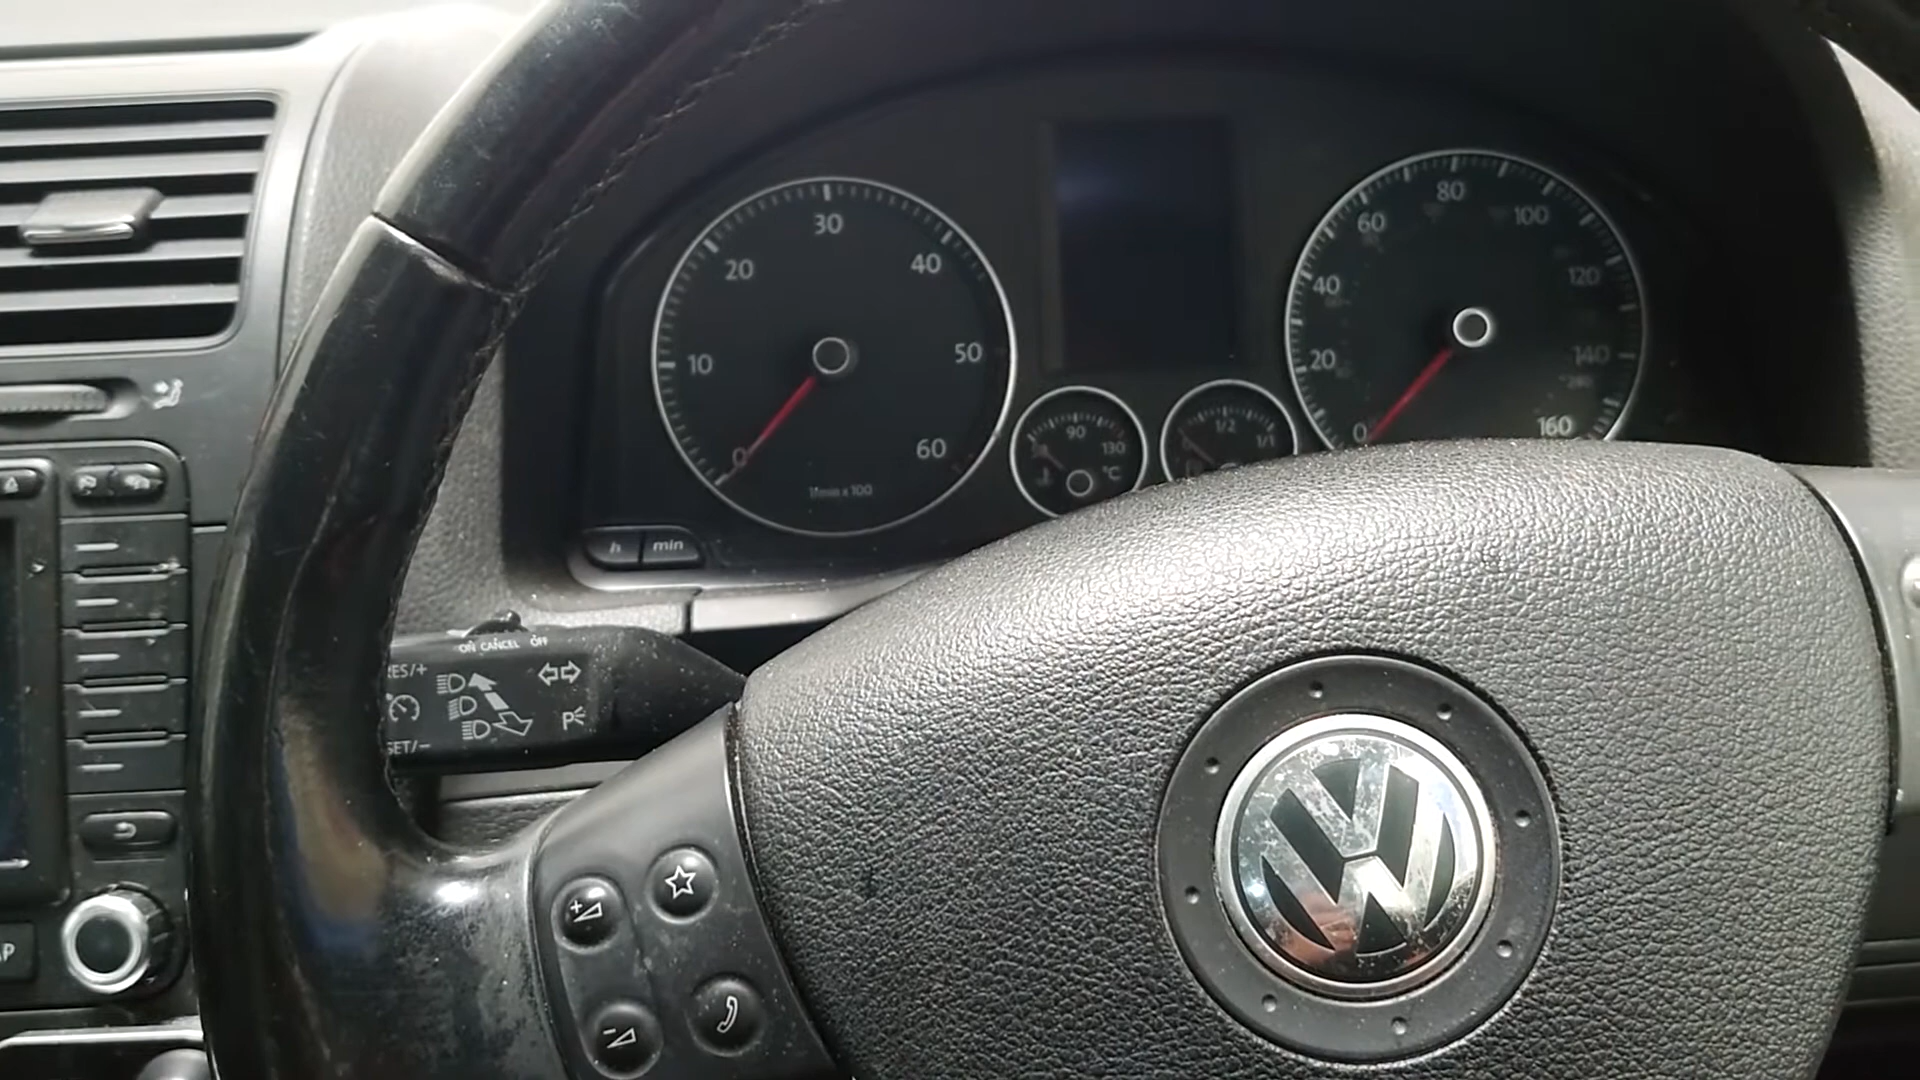 0
10
20
30
40
50
60
1/min x 100
90
130
°C
1/2
1/1
0
20
40
60
80
100
120
140
160
h
min
ON CANCEL OFF
RES/+
SET/−
P
+
−
P
VW